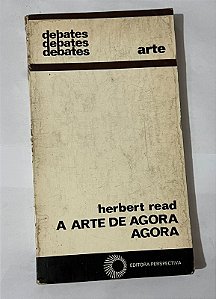 debates
debates
debates
arte
herbert read
A ARTE DE AGORA
AGORA
EDITORA PERSPECTIVA